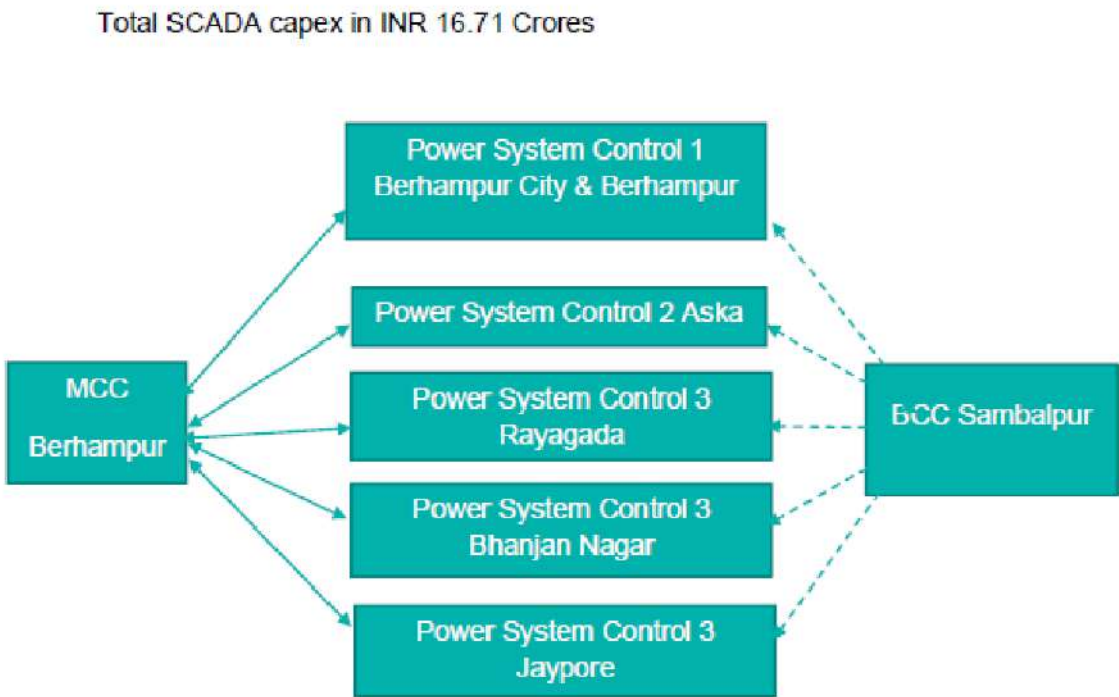 Total SCADA capex in INR 16.71 Crores
Power System Control 1
Berhampur City & Berhampur
Power System Control 2 Aska
MCC
Berhampur
Power System Control 3
Rayagada
BCC Sambalpur
Power System Control 3
Bhanjan Nagar
Power System Control 3
Jaypore